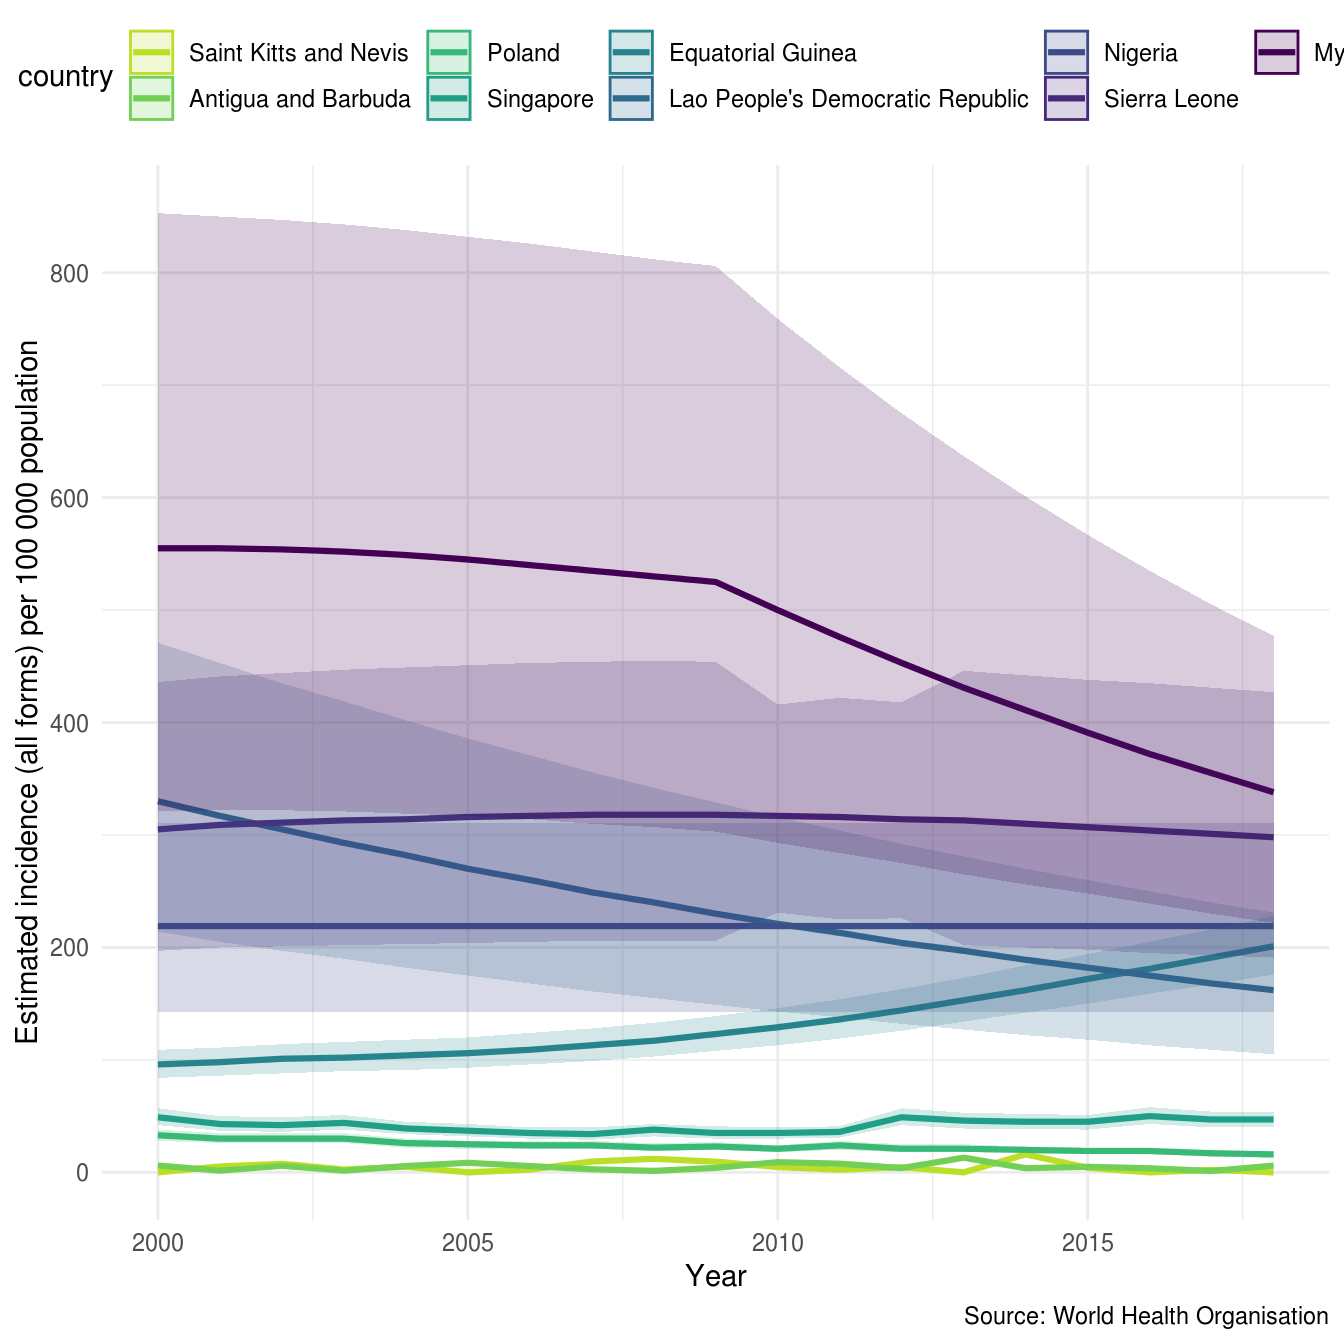 country
Saint Kitts and Nevis
Poland
Equatorial Guinea
Nigeria
My
Antigua and Barbuda
Singapore
Lao People's Democratic Republic
Sierra Leone
Estimated incidence (all forms) per 100 000 population
800
600
400
200
0
2000 2005 2010 2015
Year
Source: World Health Organisation